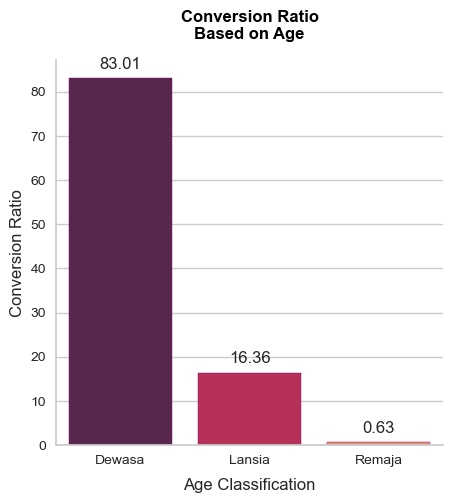 Conversion Ratio
Based on Age
83.01
16.36
0.63
80
70
60
50
40
30
20
10
0
Conversion Ratio
Dewasa
Lansia
Remaja
Age Classification